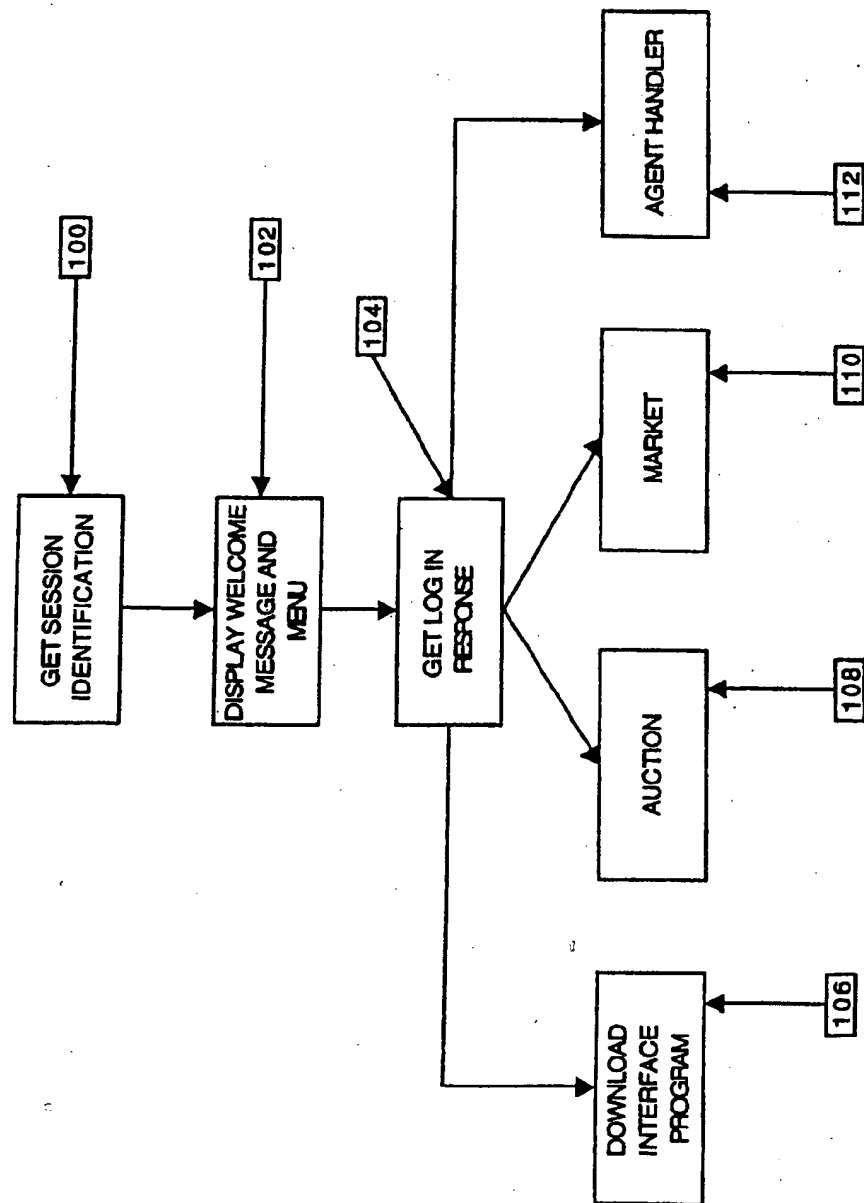 GET SESSION
IDENTIFICATION
100
DISPLAY WELCOME
MESSAGE AND
MENU
102
GET LOG IN
RESPONSE
104
DOWNLOAD
INTERFACE
PROGRAM
106
AUCTION
108
MARKET
110
AGENT HANDLER
112